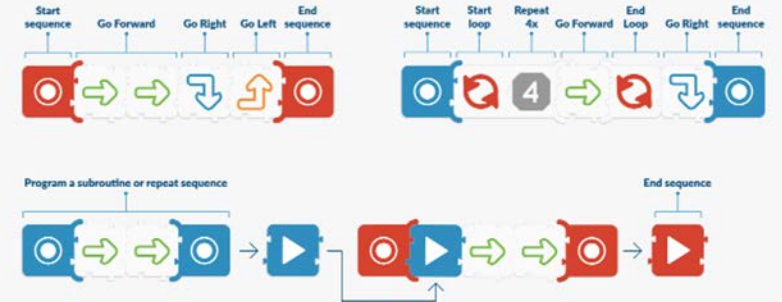 Start sequence
Go Forward
Go Right
Go Left
End sequence
Start sequence
Start loop
Repeat 4x
Go Forward
End Loop
Go Right
End sequence
4
Program a subroutine or repeat sequence
End sequence